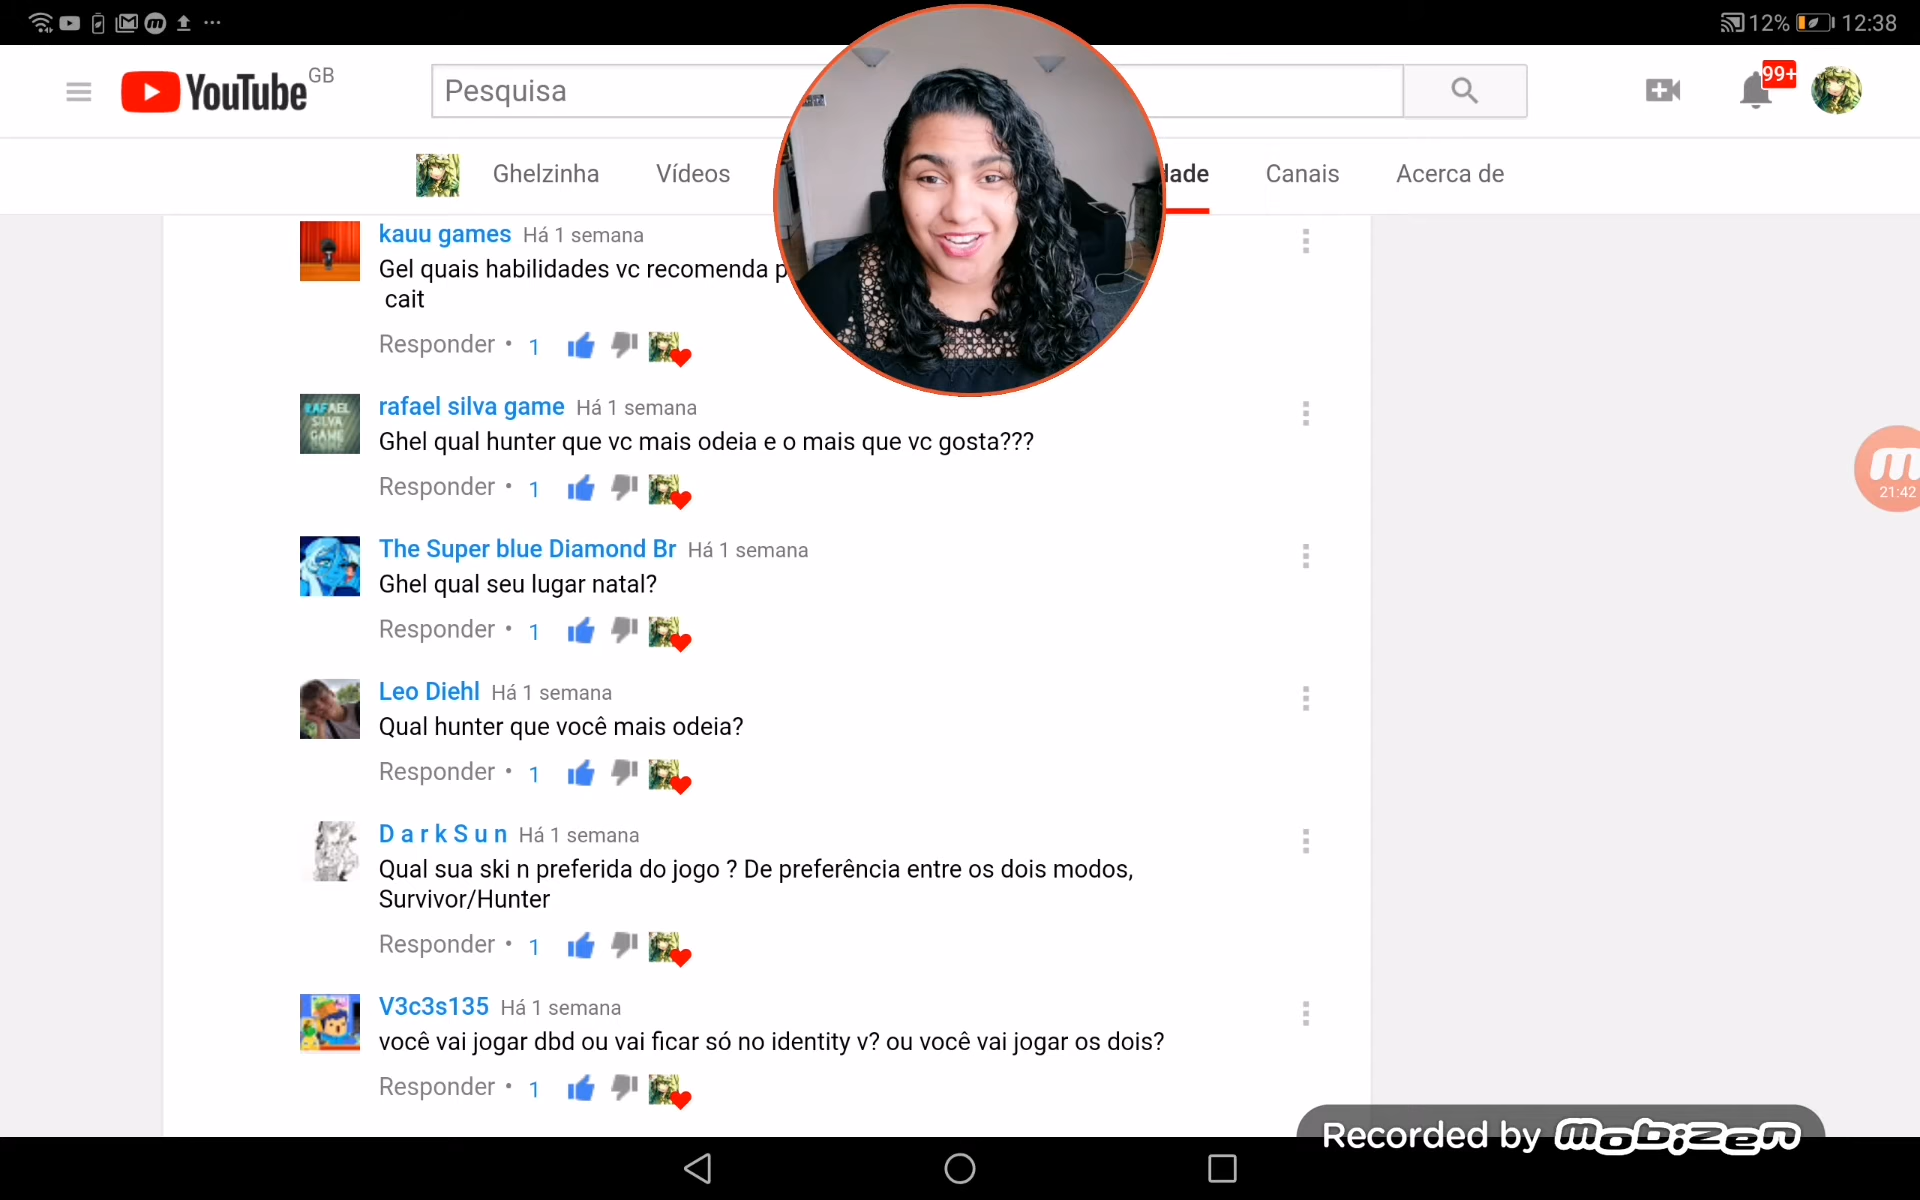 12% 12:38
YouTube GB
Pesquisa
99+
Ghelzinha Vídeos dade Canais Acerca de
kauu games Há 1 semana
Gel quais habilidades vc recomenda p
cait
Responder • 1
RAFAEL SILVA GAME
rafael silva game Há 1 semana
Ghel qual hunter que vc mais odeia e o mais que vc gosta???
Responder • 1
m
21:42
The Super blue Diamond Br Há 1 semana
Ghel qual seu lugar natal?
Responder • 1
Leo Diehl Há 1 semana
Qual hunter que você mais odeia?
Responder • 1
D a r k S u n Há 1 semana
Qual sua ski n preferida do jogo ? De preferência entre os dois modos,
Survivor/Hunter
Responder • 1
V3c3s135 Há 1 semana
você vai jogar dbd ou vai ficar só no identity v? ou você vai jogar os dois?
Responder • 1
Recorded by mobizen